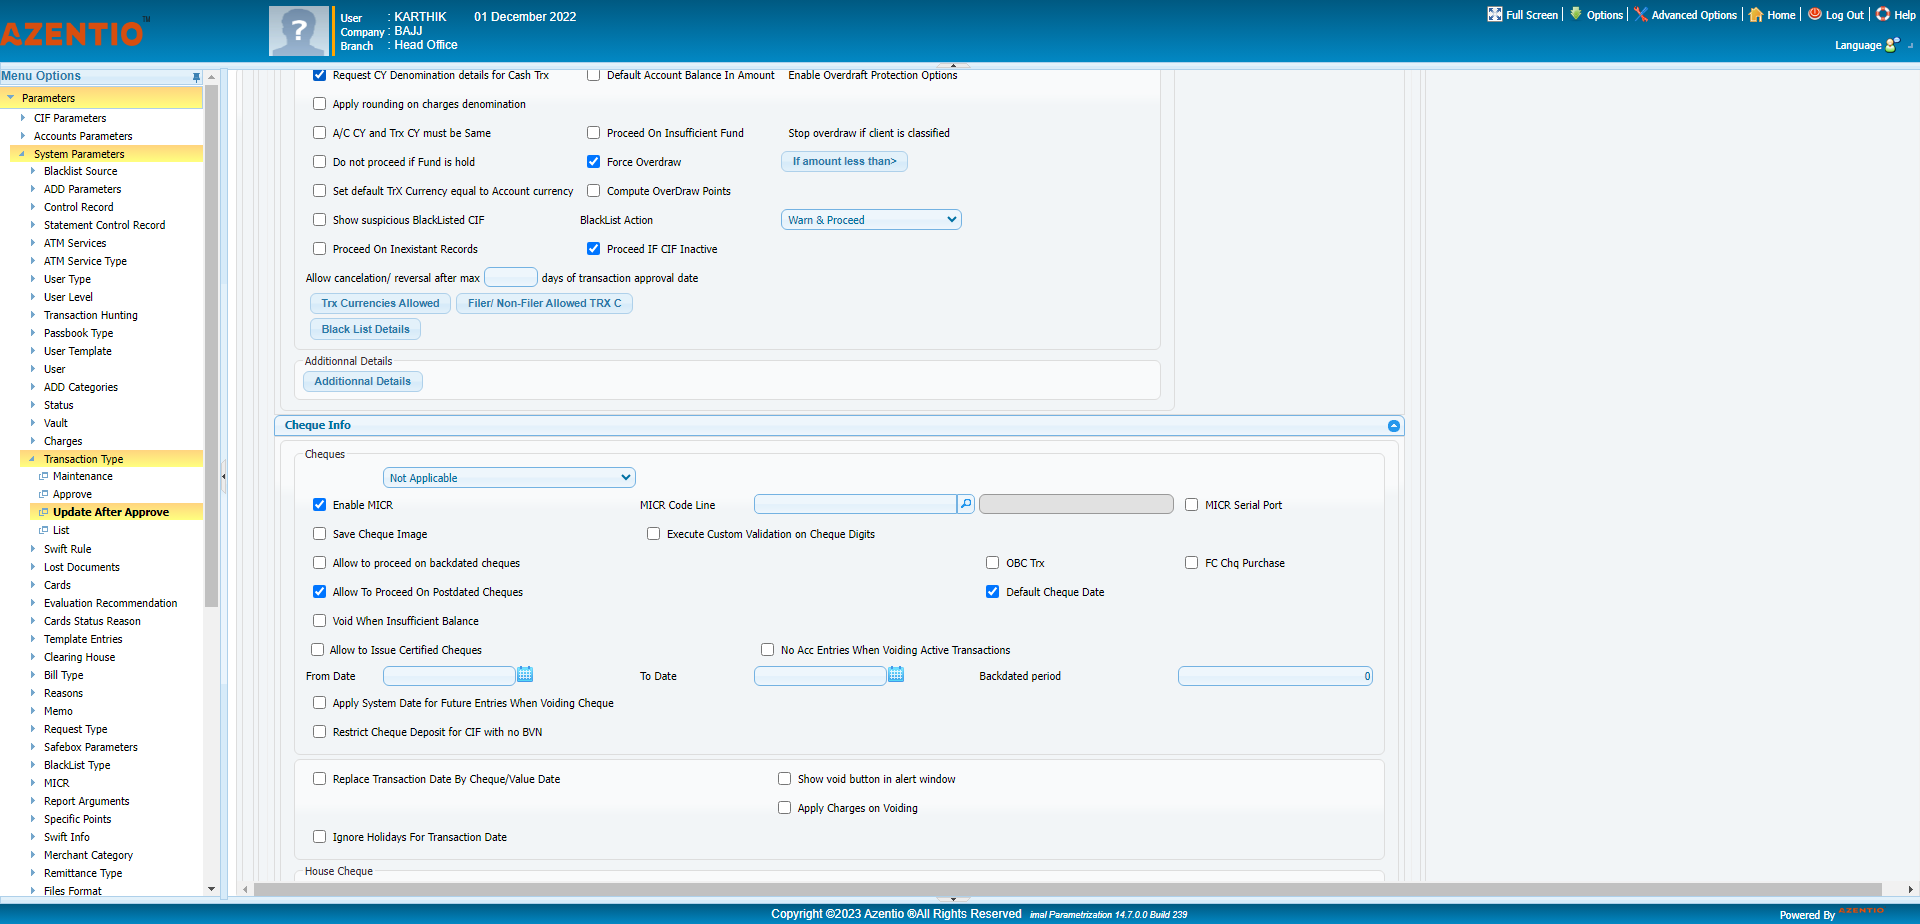 AZENTIO™
User : KARTHIK 01 December 2022
Company : BAJJ
Branch : Head Office
Full Screen Options Advanced Options Home Log Out Help
Language
Menu Options
Parameters
CIF Parameters
Accounts Parameters
System Parameters
Blacklist Source
ADD Parameters
Control Record
Statement Control Record
ATM Services
ATM Service Type
User Type
User Level
Transaction Hunting
Passbook Type
User Template
User
ADD Categories
Status
Vault
Charges
Transaction Type
Maintenance
Approve
Update After Approve
List
Swift Rule
Lost Documents
Cards
Evaluation Recommendation
Cards Status Reason
Template Entries
Clearing House
Bill Type
Reasons
Memo
Request Type
Safebox Parameters
BlackList Type
MICR
Report Arguments
Specific Points
Swift Info
Merchant Category
Remittance Type
Files Format
Request CY Denomination details for Cash Trx Default Account Balance In Amount Enable Overdraft Protection Options
Apply rounding on charges denomination
A/C CY and Trx CY must be Same Proceed On Insufficient Fund Stop overdraw if client is classified
Do not proceed if Fund is hold Force Overdraw If amount less than>
Set default TrX Currency equal to Account currency Compute OverDraw Points
Show suspicious BlackListed CIF BlackList Action Warn & Proceed
Proceed On Inexistant Records Proceed IF CIF Inactive
Allow cancelation/ reversal after max days of transaction approval date
Trx Currencies Allowed Filer/ Non-Filer Allowed TRX C
Black List Details
Additionnal Details
Additionnal Details
Cheque Info
Cheques
Not Applicable
Enable MICR MICR Code Line MICR Serial Port
Save Cheque Image Execute Custom Validation on Cheque Digits
Allow to proceed on backdated cheques OBC Trx FC Chq Purchase
Allow To Proceed On Postdated Cheques Default Cheque Date
Void When Insufficient Balance
Allow to Issue Certified Cheques No Acc Entries When Voiding Active Transactions
From Date To Date Backdated period 0
Apply System Date for Future Entries When Voiding Cheque
Restrict Cheque Deposit for CIF with no BVN
Replace Transaction Date By Cheque/Value Date Show void button in alert window
Apply Charges on Voiding
Ignore Holidays For Transaction Date
House Cheque
Copyright ©2023 Azentio ®All Rights Reserved imal Parametrization 14.7.0.0 Build 239
Powered By AZENTIO